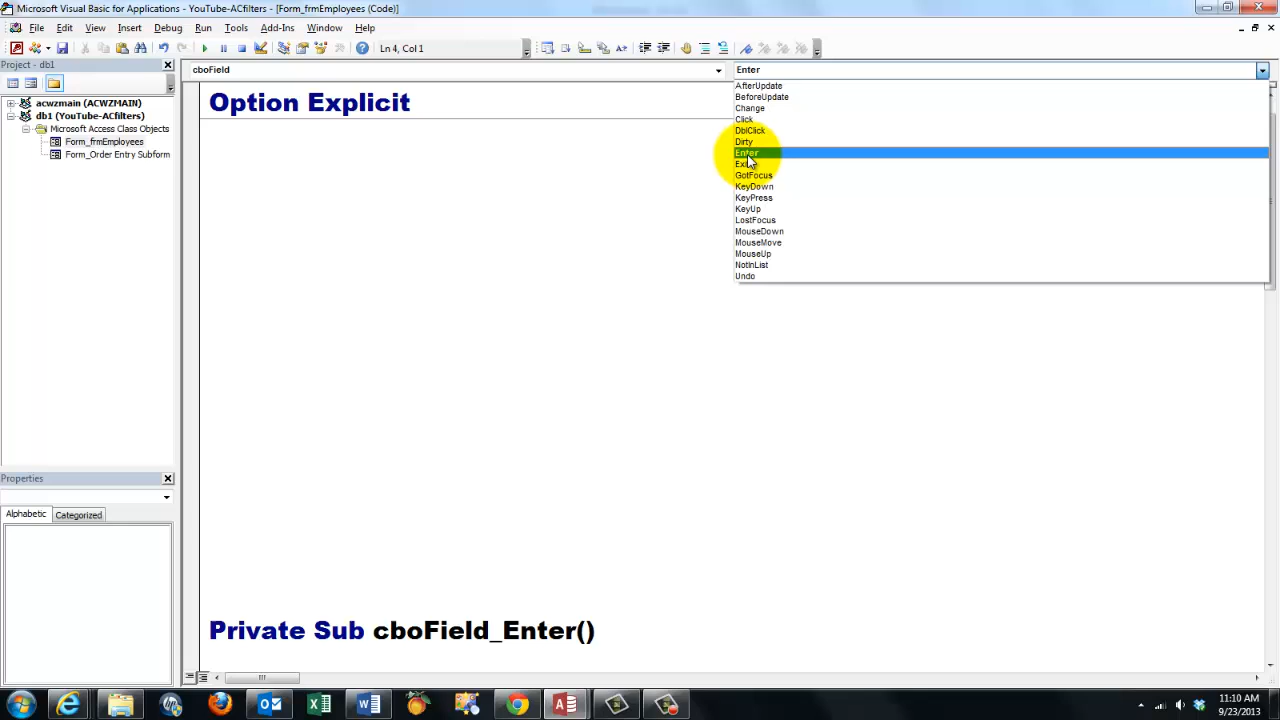 Microsoft Visual Basic for Applications - YouTube-ACfilters - [Form_frmEmployees (Code)]
File Edit View Insert Debug Run Tools Add-Ins Window Help
Ln 4, Col 1
Project - db1
cboField
Enter
acwzmain (ACWZMAIN)
db1 (YouTube-ACfilters)
Microsoft Access Class Objects
Form_frmEmployees
Form_Order Entry Subform
Option Explicit
AfterUpdate
BeforeUpdate
Change
Click
DblClick
Dirty
Enter
GotFocus
KeyDown
KeyPress
KeyUp
LostFocus
MouseDown
MouseMove
MouseUp
NotInList
Undo
Properties
Alphabetic Categorized
Private Sub cboField_Enter()
11:10 AM
9/23/2013